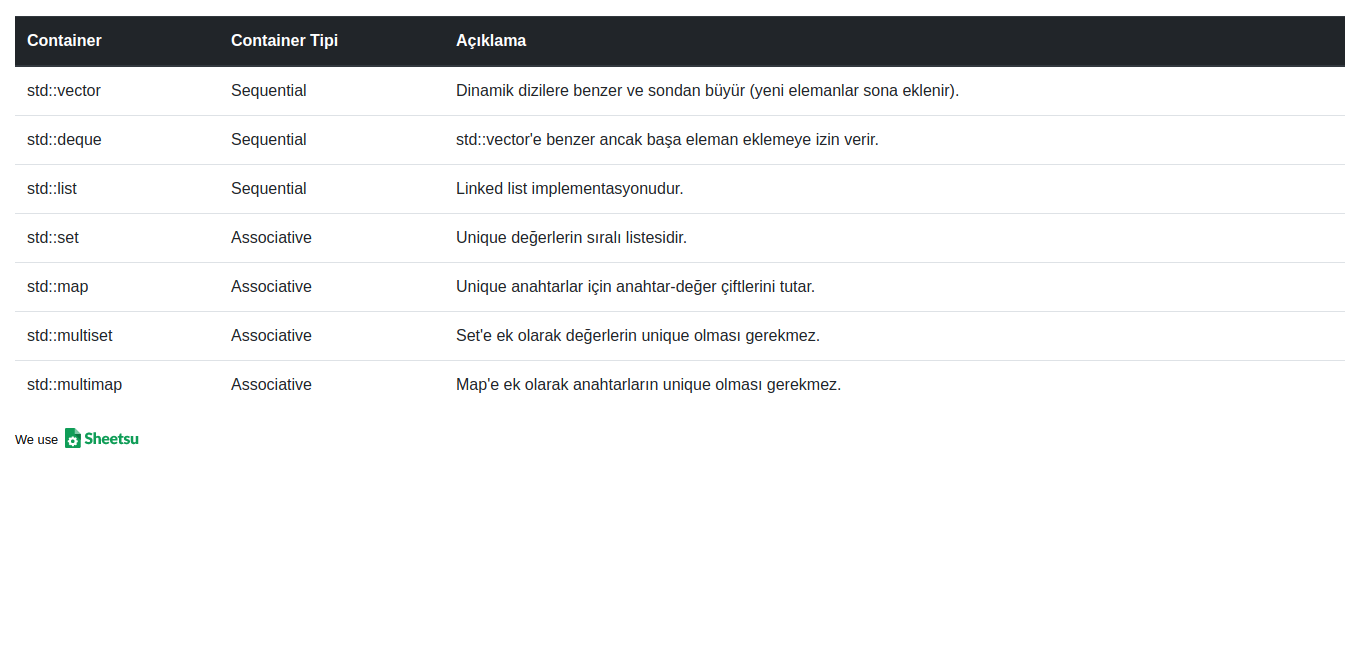 Container Container Tipi Açıklama
std::vector Sequential Dinamik dizilere benzer ve sondan büyür (yeni elemanlar sona eklenir).
std::deque Sequential std::vector'e benzer ancak başa eleman eklemeye izin verir.
std::list Sequential Linked list implementasyonudur.
std::set Associative Unique değerlerin sıralı listesidir.
std::map Associative Unique anahtarlar için anahtar-değer çiftlerini tutar.
std::multiset Associative Set'e ek olarak değerlerin unique olması gerekmez.
std::multimap Associative Map'e ek olarak anahtarların unique olması gerekmez.
We use Sheetsu